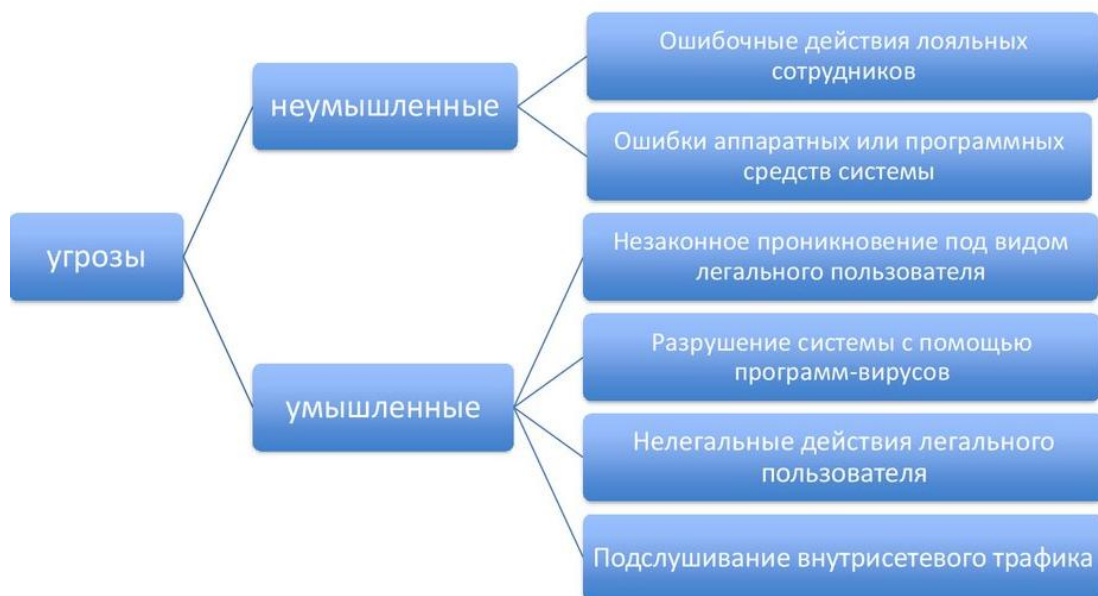 угрозы
неумышленные
Ошибочные действия лояльных
сотрудников
Ошибки аппаратных или программных
средств системы
умышленные
Незаконное проникновение под видом
легального пользователя
Разрушение системы с помощью
программ-вирусов
Нелегальные действия легального
пользователя
Подслушивание внутрисетевого трафика